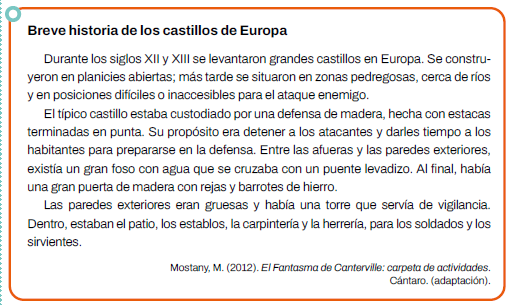 Breve historia de los castillos de Europa
Durante los siglos XII y XIII se levantaron grandes castillos en Europa. Se constru-
yeron en planicies abiertas; más tarde se situaron en zonas pedregosas, cerca de ríos
y en posiciones difíciles o inaccesibles para el ataque enemigo.
El típico castillo estaba custodiado por una defensa de madera, hecha con estacas
terminadas en punta. Su propósito era detener a los atacantes y darles tiempo a los
habitantes para prepararse en la defensa. Entre las afueras y las paredes exteriores,
existía un gran foso con agua que se cruzaba con un puente levadizo. Al final, había
una gran puerta de madera con rejas y barrotes de hierro.
Las paredes exteriores eran gruesas y había una torre que servía de vigilancia.
Dentro, estaban el patio, los establos, la carpintería y la herrería, para los soldados y los
sirvientes.
Mostany, M. (2012). El Fantasma de Canterville: carpeta de actividades.
Cántaro. (adaptación).